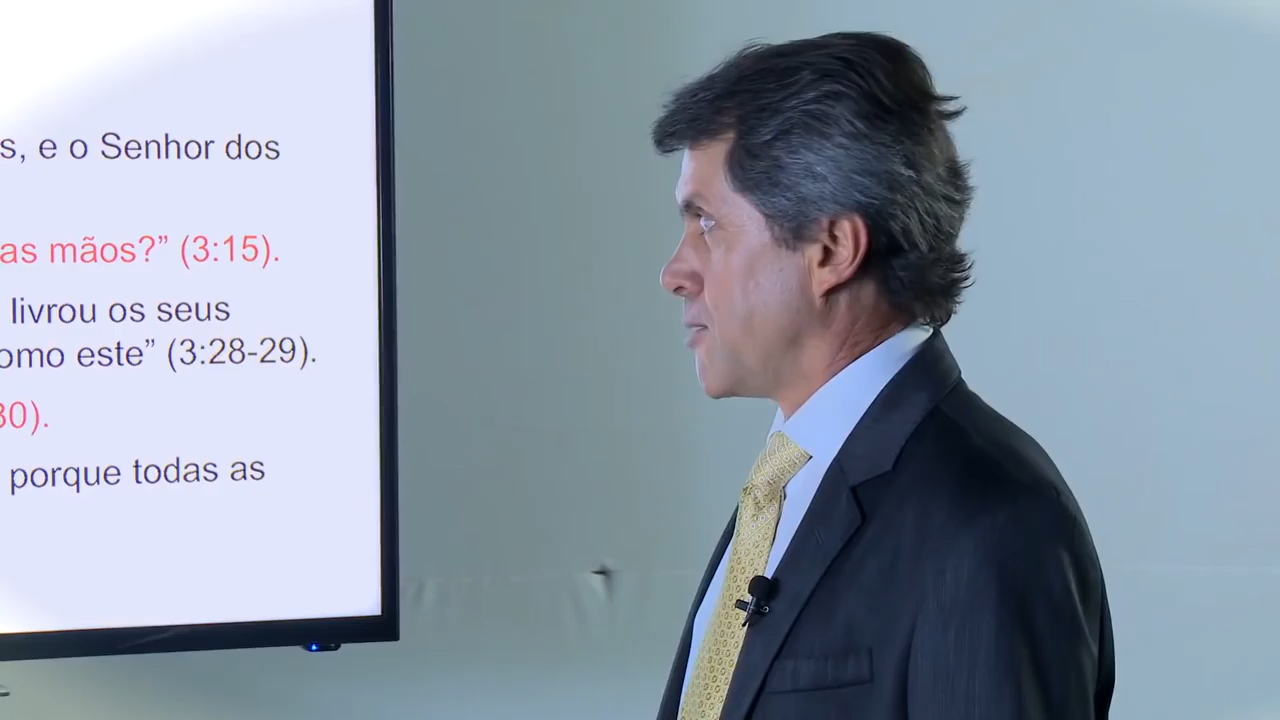 s, e o Senhor dos
as mãos?” (3:15).
livrou os seus
omo este” (3:28-29).
30).
porque todas as